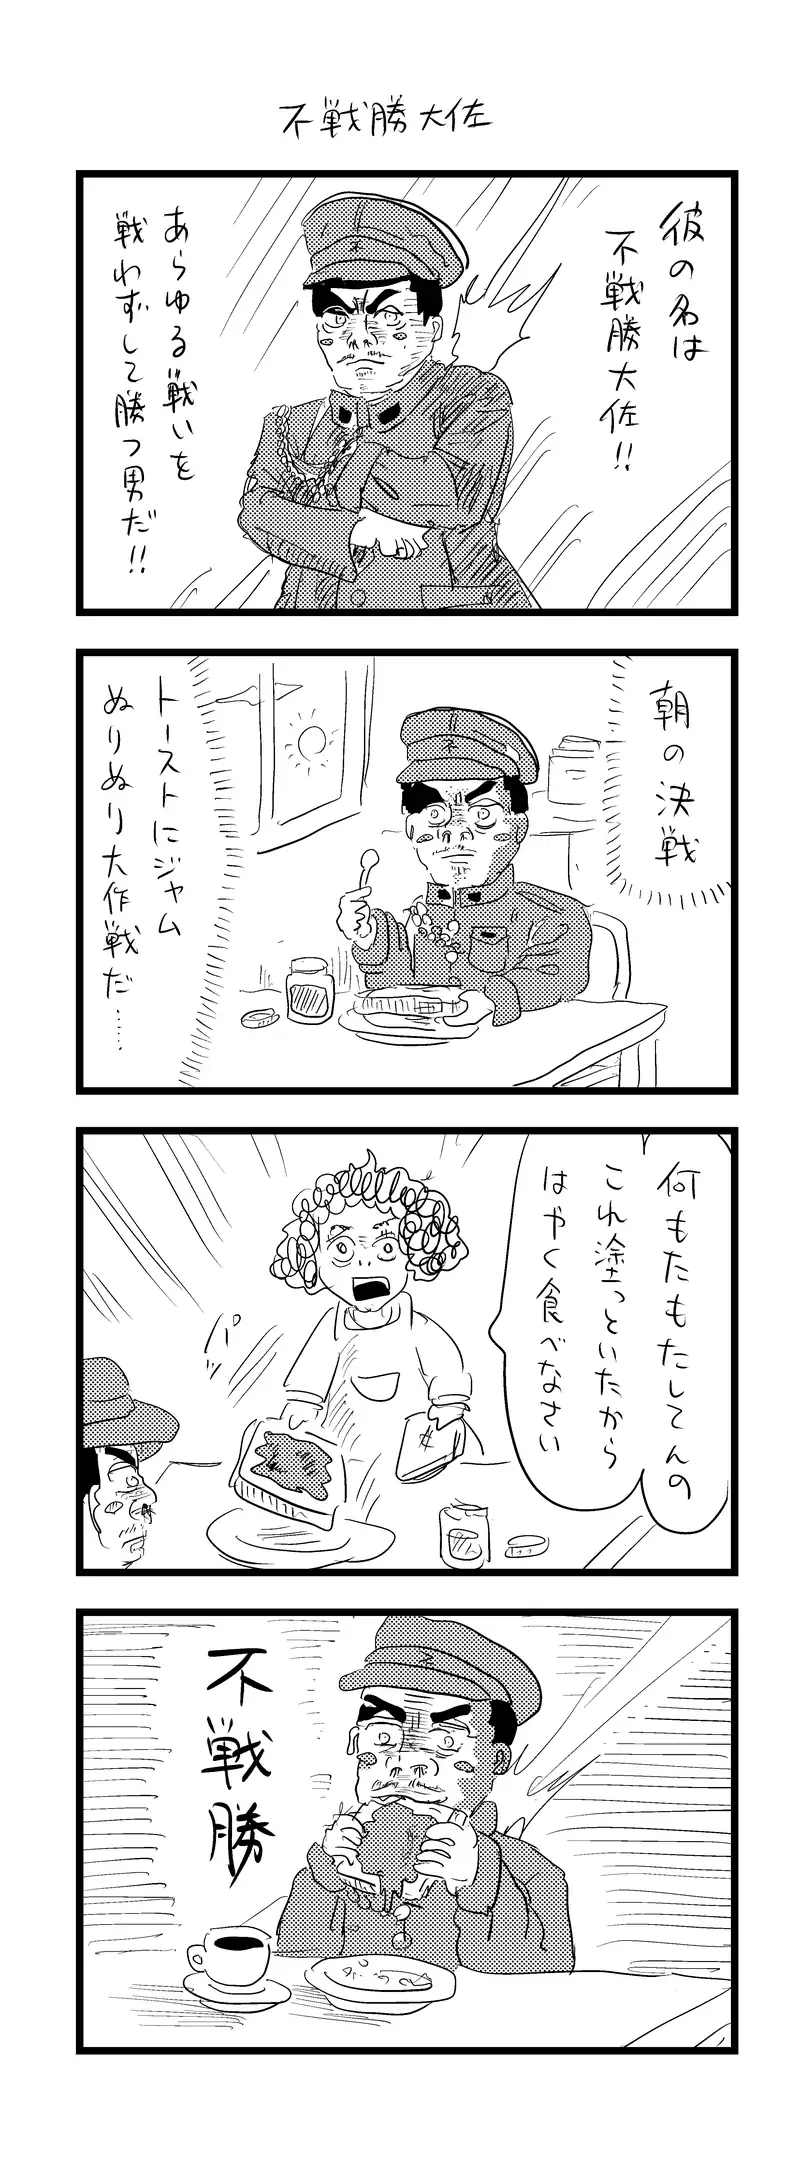 不戦勝大佐
彼の名は
不戦勝大佐!!
あらゆる戦いを
戦わずして勝つ男だ!!
朝の決戦
トーストにジャム
ぬりぬり大作戦だ……
何もたもたしてんの
これ塗っといたから
はやく食べなさい
パッ
不戦勝